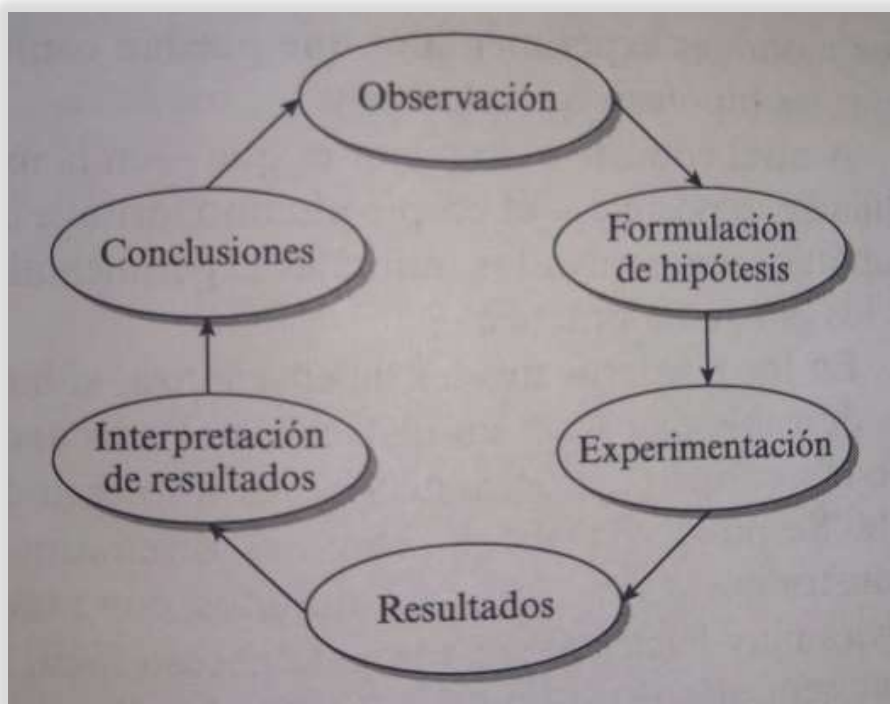 Observación
Formulación
de hipótesis
Experimentación
Resultados
Interpretación
de resultados
Conclusiones